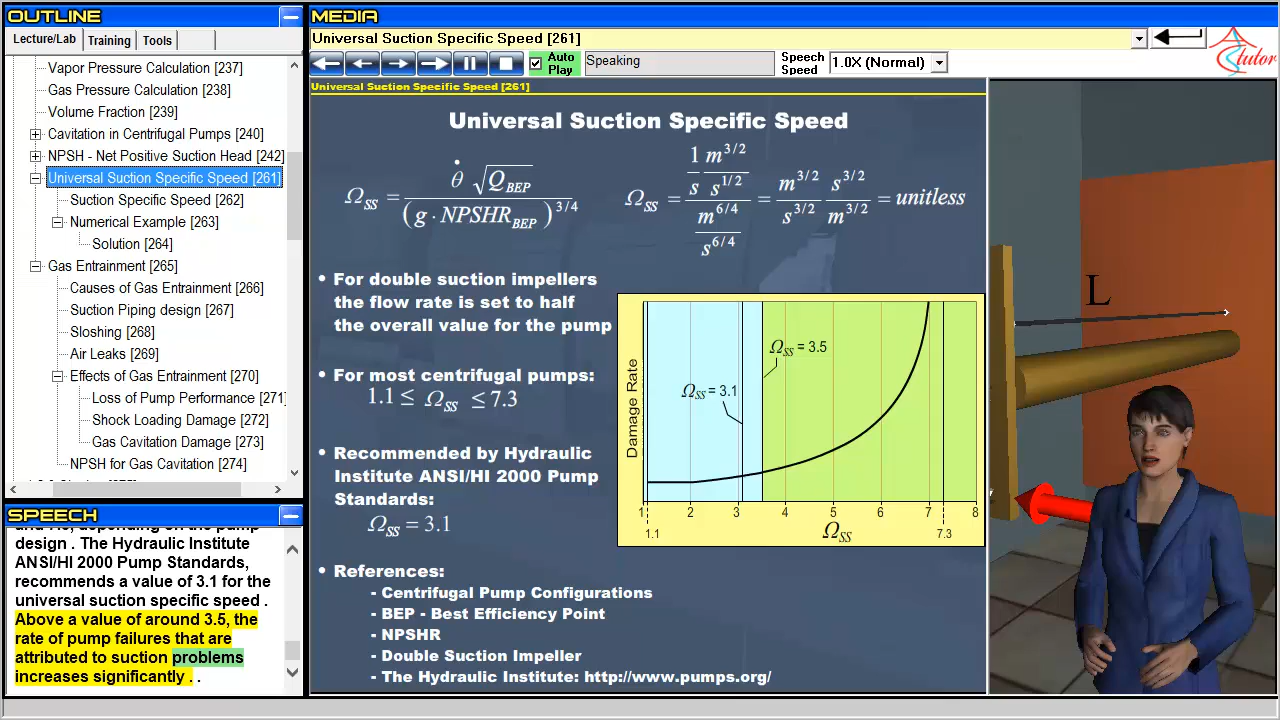 OUTLINE
Lecture/Lab Training Tools
Vapor Pressure Calculation [237]
Gas Pressure Calculation [238]
Volume Fraction [239]
Cavitation in Centrifugal Pumps [240]
NPSH - Net Positive Suction Head [242]
Universal Suction Specific Speed [261]
Suction Specific Speed [262]
Numerical Example [263]
Solution [264]
Gas Entrainment [265]
Causes of Gas Entrainment [266]
Suction Piping design [267]
Sloshing [268]
Air Leaks [269]
Effects of Gas Entrainment [270]
Loss of Pump Performance [271]
Shock Loading Damage [272]
Gas Cavitation Damage [273]
NPSH for Gas Cavitation [274]
SPEECH
design . The Hydraulic Institute
ANSI/HI 2000 Pump Standards,
recommends a value of 3.1 for the
universal suction specific speed .
Above a value of around 3.5, the
rate of pump failures that are
attributed to suction problems
increases significantly . .
MEDIA
Universal Suction Specific Speed [261]
Auto
Play
Speaking
Speech
Speed
1.0X (Normal)
tutor
Universal Suction Specific Speed [261]
Universal Suction Specific Speed
Ω_SS = θ̇ √Q_BEP / (g · NPSHR_BEP)^3/4
Ω_SS = (1/s m^3/2/s^1/2) / (m^6/4/s^6/4) = m^3/2/s^3/2 s^3/2/m^3/2 = unitless
• For double suction impellers
the flow rate is set to half
the overall value for the pump
• For most centrifugal pumps:
1.1 ≤ Ω_SS ≤ 7.3
• Recommended by Hydraulic
Institute ANSI/HI 2000 Pump
Standards:
Ω_SS = 3.1
• References:
- Centrifugal Pump Configurations
- BEP - Best Efficiency Point
- NPSHR
- Double Suction Impeller
- The Hydraulic Institute: http://www.pumps.org/
Damage Rate
Ω_SS = 3.5
Ω_SS = 3.1
1 2 3 4 5 6 7 8
1.1 Ω_SS 7.3
L